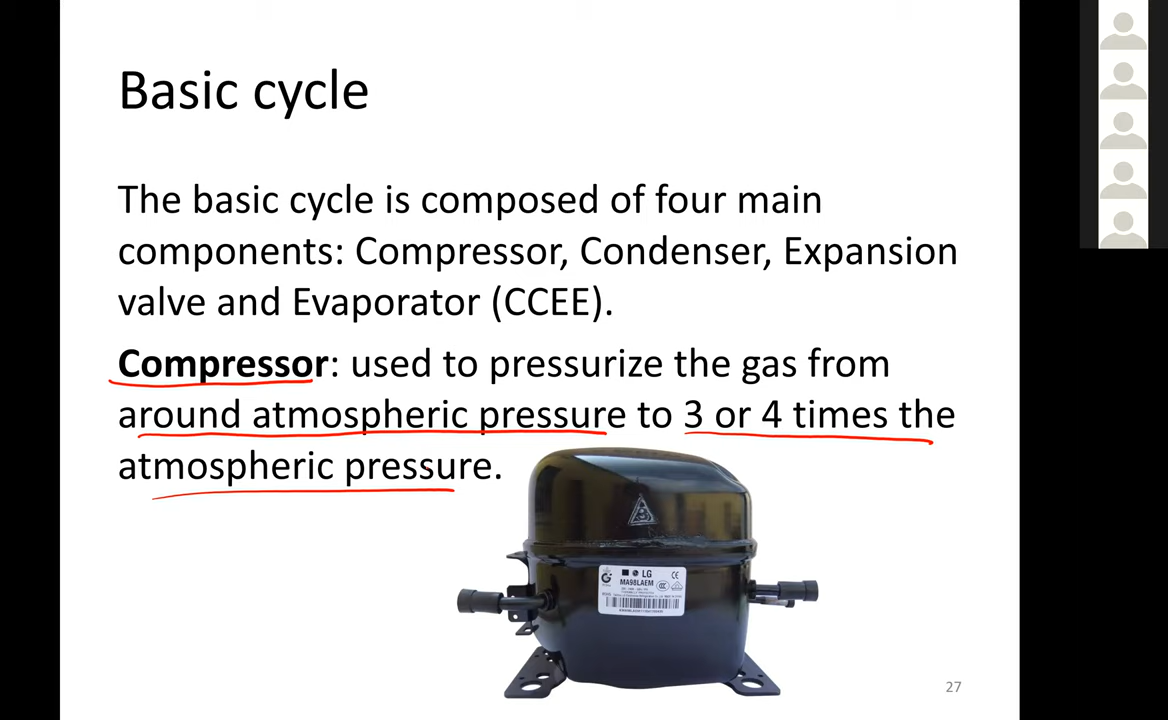 Basic cycle
The basic cycle is composed of four main
components: Compressor, Condenser, Expansion
valve and Evaporator (CCEE).
Compressor: used to pressurize the gas from
around atmospheric pressure to 3 or 4 times the
atmospheric pressure.
LG
MA98LAEM
27